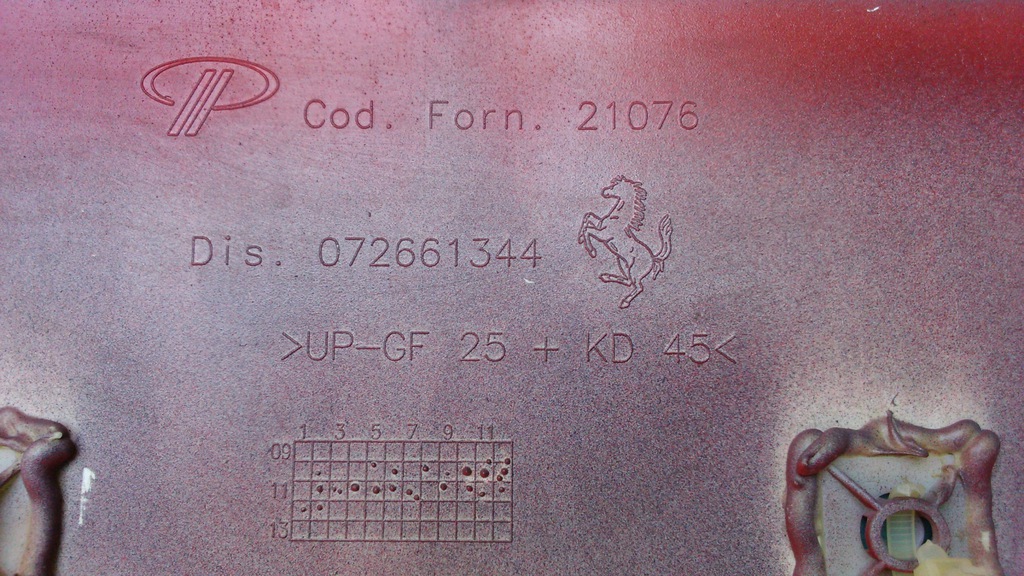 Cod. Forn. 21076
Dis. 072661344
>UP-GF 25 + KD 45<
1 3 5 7 9 11
09
11
13